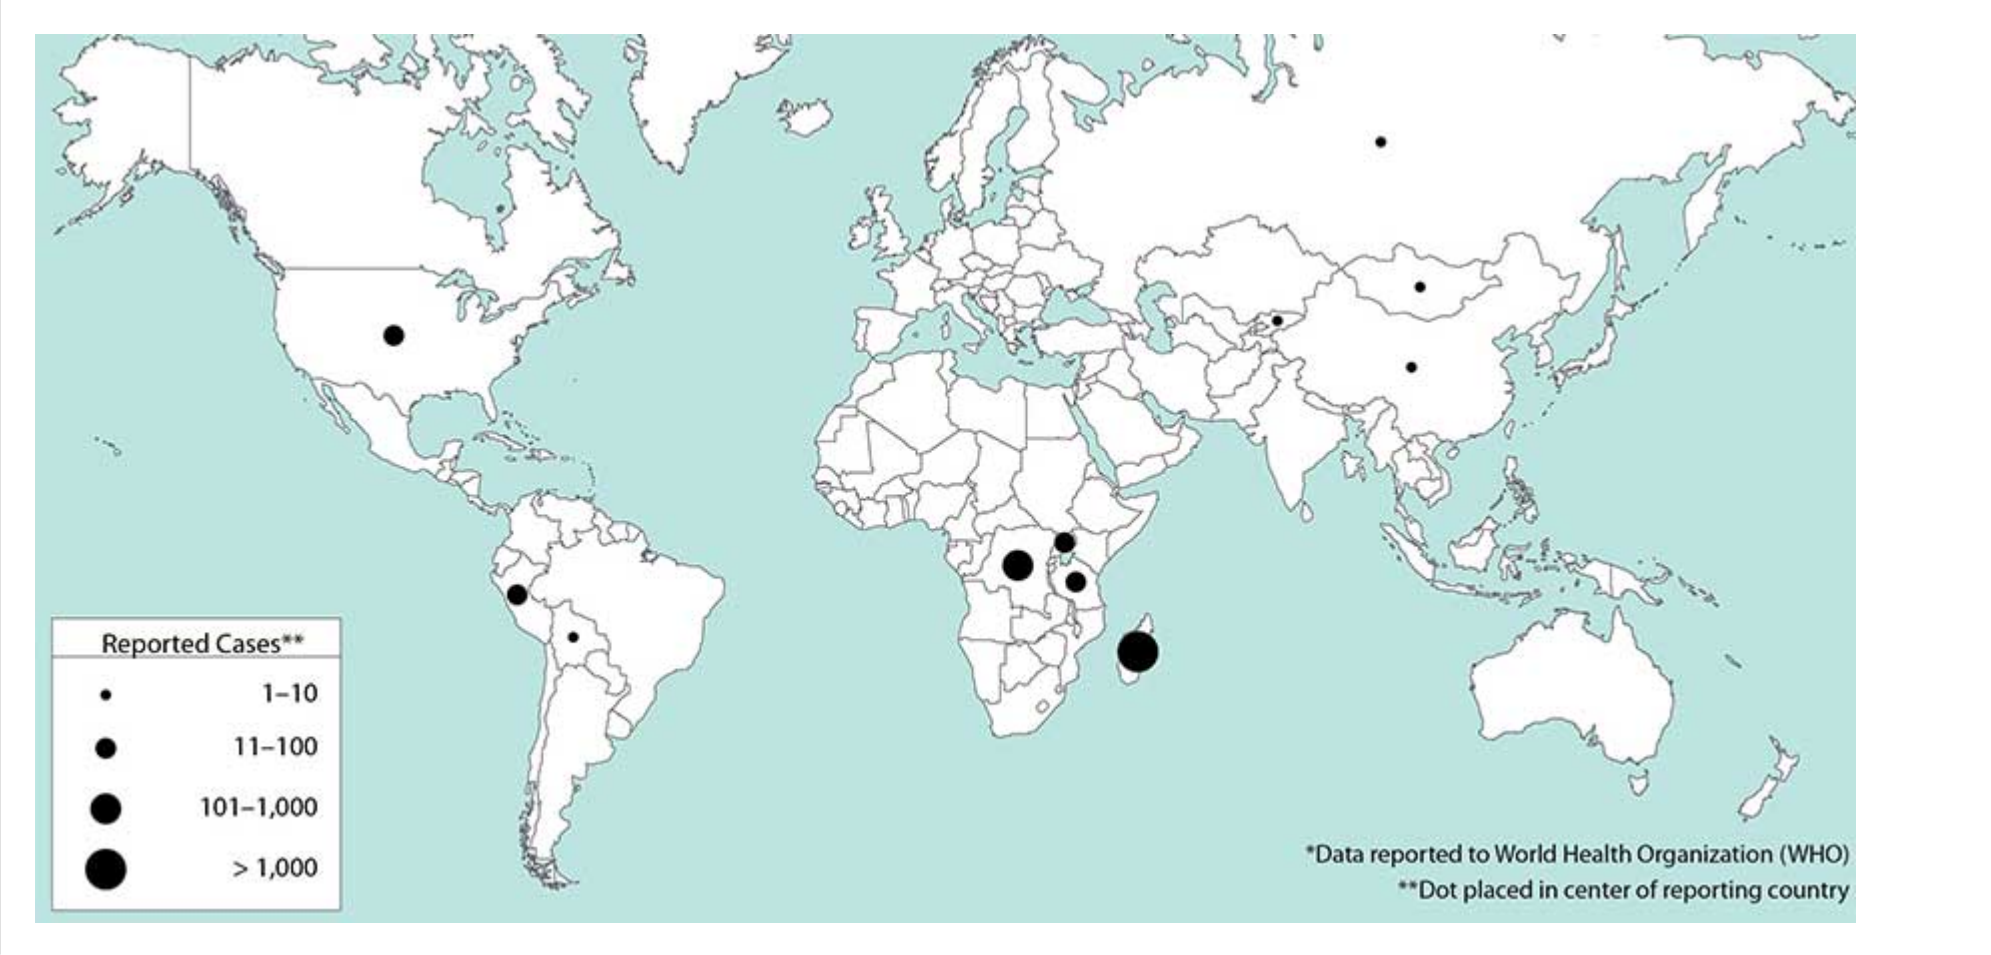 Reported Cases**
1–10
11–100
101–1,000
> 1,000
*Data reported to World Health Organization (WHO)
**Dot placed in center of reporting country